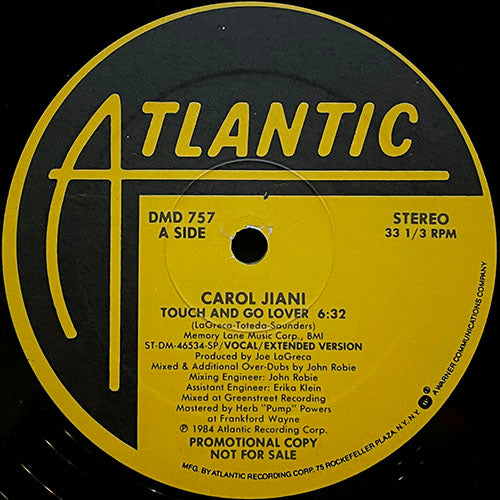 ATLANTIC
DMD 757
A SIDE
STEREO
33 1/3 RPM
CAROL JIANI
TOUCH AND GO LOVER 6:32
(LaGreca-Toteda-Saunders)
Memory Lane Music Corp., BMI
ST-DM-46534-SP/VOCAL/EXTENDED VERSION
Produced by Joe LaGreca
Mixed & Additional Over-Dubs by John Robie
Mixing Engineer: John Robie
Assistant Engineer: Erika Klein
Mixed at Greenstreet Recording
Mastered by Herb "Pump" Powers
at Frankford Wayne
℗ 1984 Atlantic Recording Corp.
PROMOTIONAL COPY
NOT FOR SALE
MFG. BY ATLANTIC RECORDING CORP. 75 ROCKEFELLER PLAZA, N.Y., N.Y. A WARNER COMMUNICATIONS COMPANY